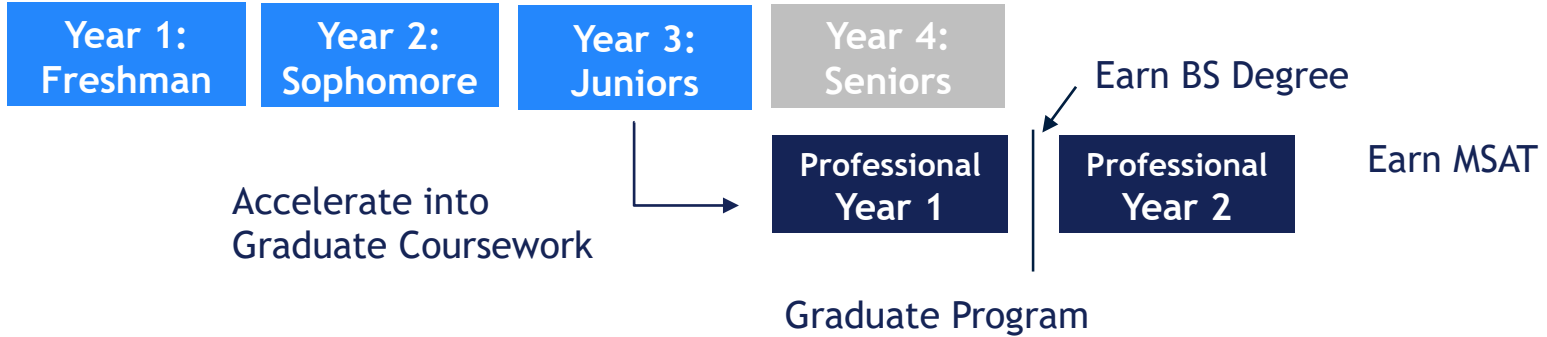 Year 1:
Freshman
Year 2:
Sophomore
Year 3:
Juniors
Year 4:
Seniors
Earn BS Degree
Professional
Year 1
Professional
Year 2
Earn MSAT
Accelerate into
Graduate Coursework
Graduate Program